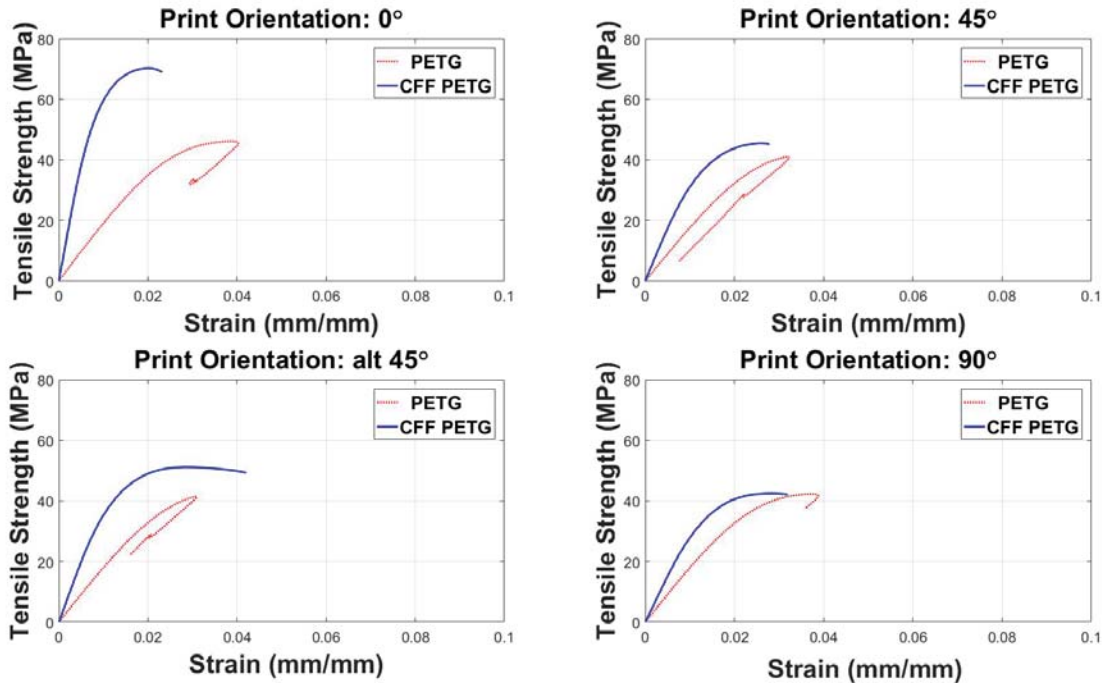 Print Orientation: 0°
Tensile Strength (MPa)
80
60
40
20
0
PETG
CFF PETG
0
0.02
0.04
0.06
0.08
0.1
Strain (mm/mm)
Print Orientation: 45°
Tensile Strength (MPa)
80
60
40
20
0
PETG
CFF PETG
0
0.02
0.04
0.06
0.08
0.1
Strain (mm/mm)
Print Orientation: alt 45°
Tensile Strength (MPa)
80
60
40
20
0
PETG
CFF PETG
0
0.02
0.04
0.06
0.08
0.1
Strain (mm/mm)
Print Orientation: 90°
Tensile Strength (MPa)
80
60
40
20
0
PETG
CFF PETG
0
0.02
0.04
0.06
0.08
0.1
Strain (mm/mm)